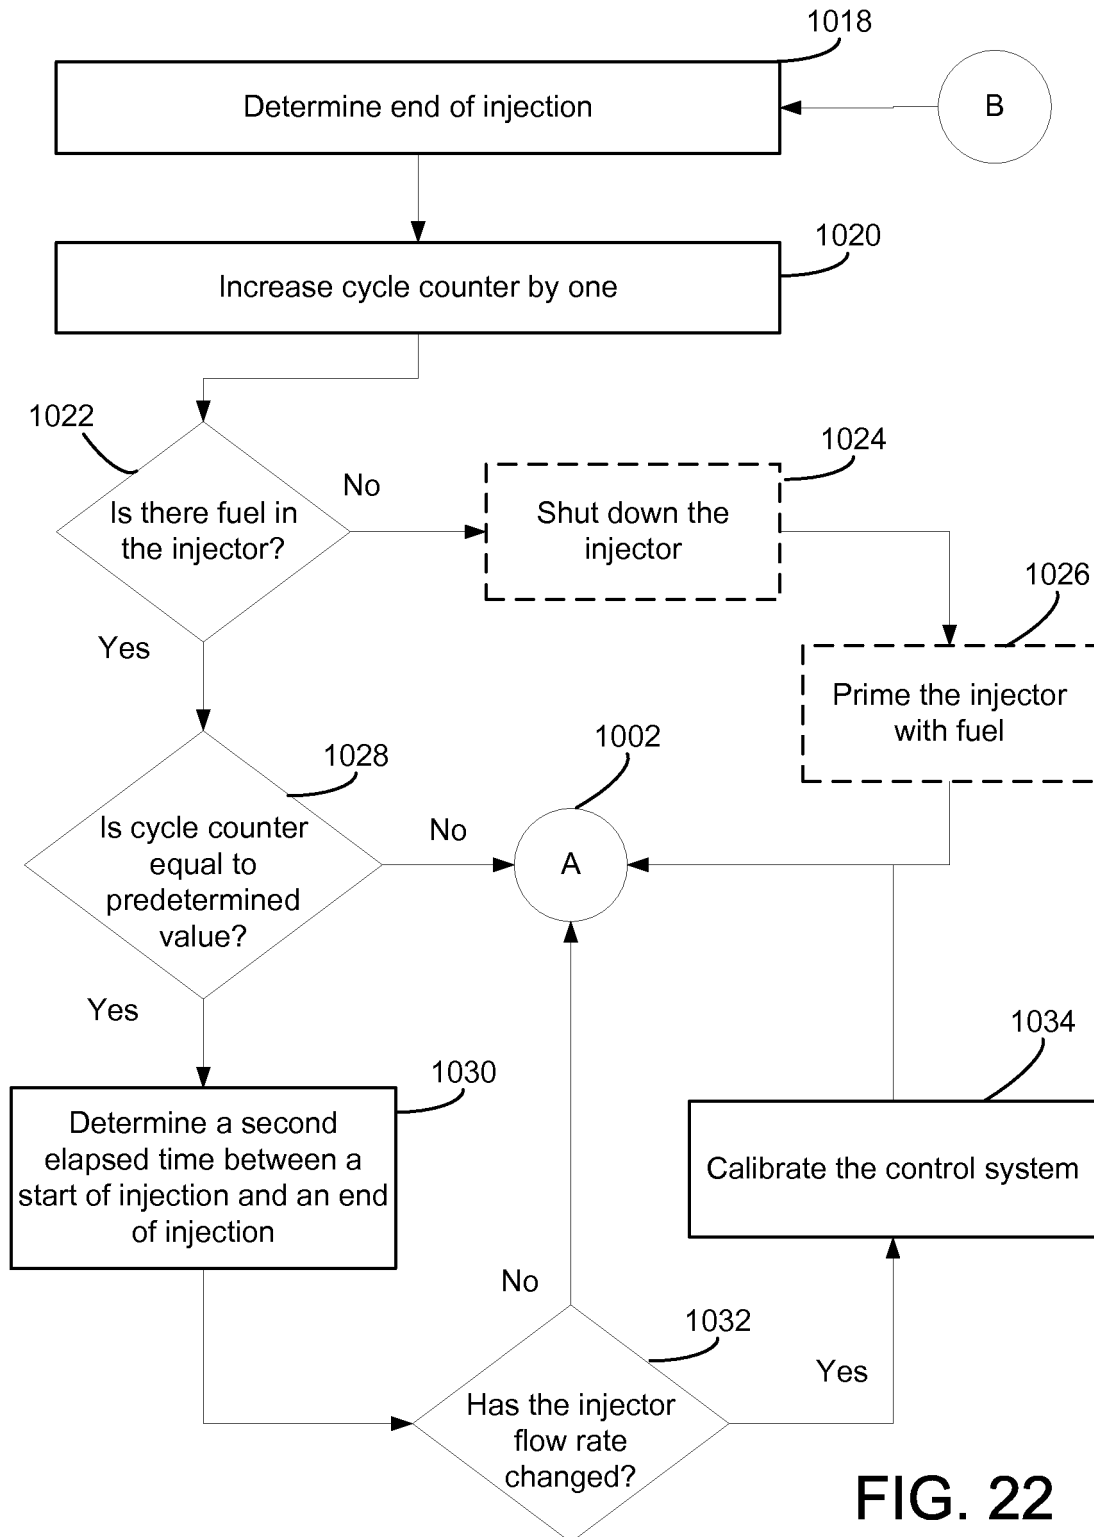 1018
Determine end of injection
B
1020
Increase cycle counter by one
1022
1024
No
Is there fuel in
the injector?
Shut down the
injector
1026
Yes
Prime the injector
with fuel
1002
1028
No
Is cycle counter
equal to
predetermined
value?
A
Yes
1034
1030
Determine a second
elapsed time between a
start of injection and an end
of injection
Calibrate the control system
No
1032
Yes
Has the injector
flow rate
changed?
FIG. 22